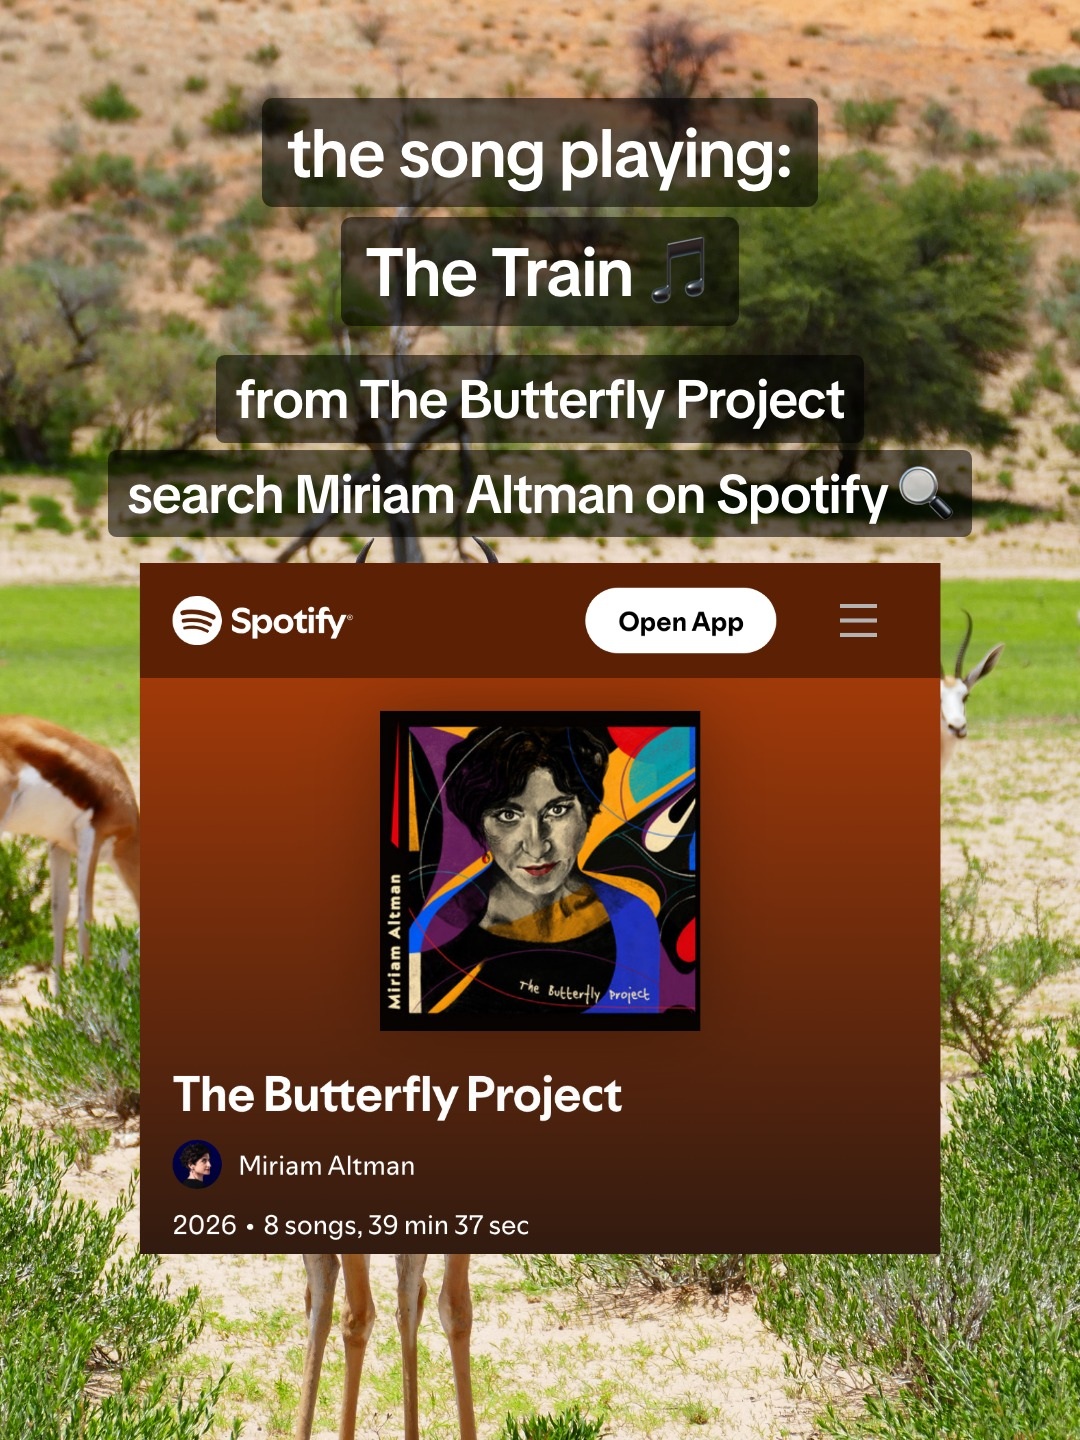 the song playing:
The Train 🎵
from The Butterfly Project
search Miriam Altman on Spotify 🔍
Spotify®
Open App
Miriam Altman
The Butterfly Project
The Butterfly Project
Miriam Altman
2026 • 8 songs, 39 min 37 sec